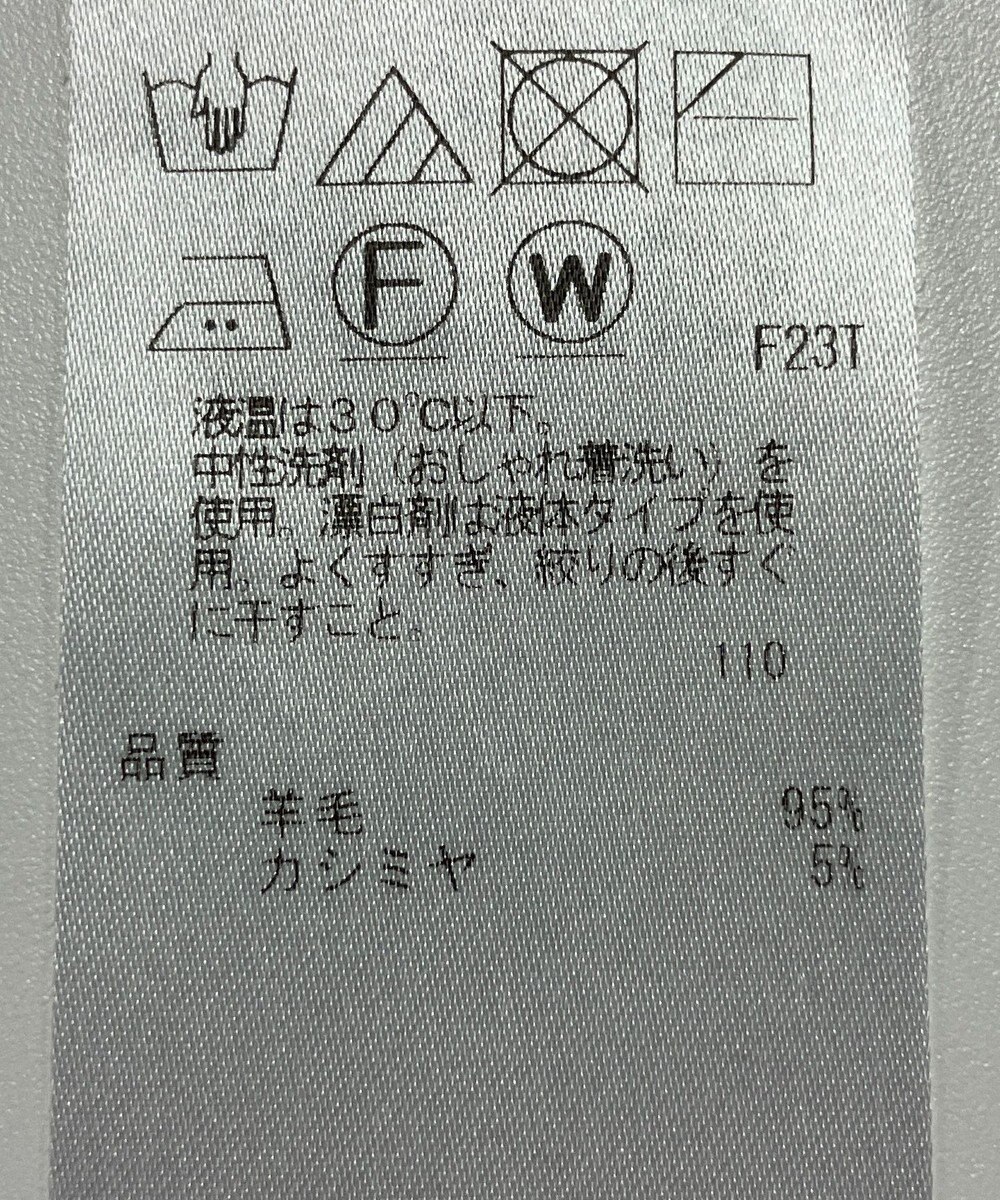 F W
F23T
液温は30℃以下。
中性洗剤(おしゃれ着洗い)を
使用。漂白剤は液体タイプを使
用。よくすすぎ、絞りの後すぐ
に干すこと。
110
品質
羊毛 95%
カシミヤ 5%